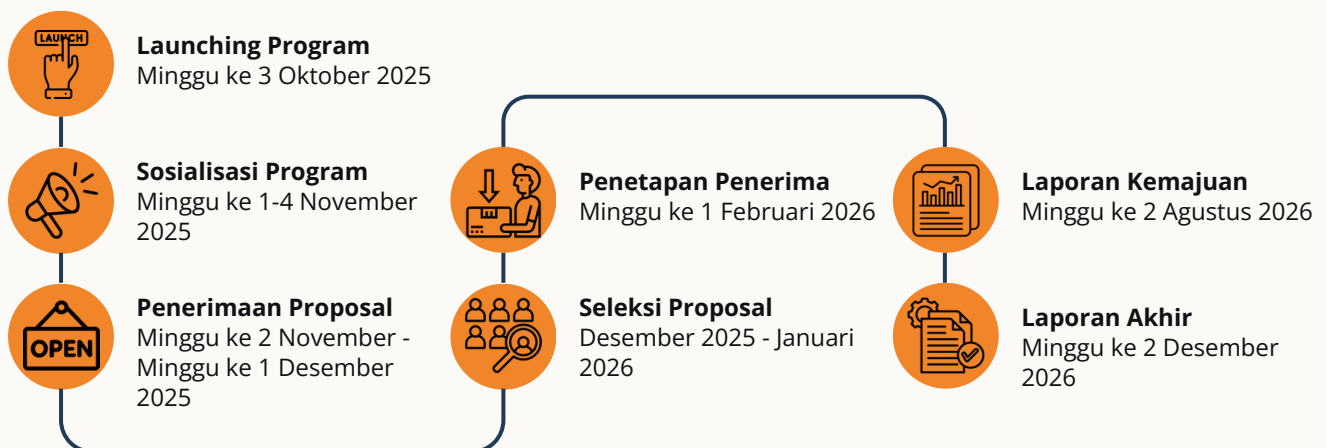 LAUNCH
Launching Program
Minggu ke 3 Oktober 2025
Sosialisasi Program
Minggu ke 1-4 November
2025
OPEN
Penerimaan Proposal
Minggu ke 2 November -
Minggu ke 1 Desember
2025
Seleksi Proposal
Desember 2025 - Januari
2026
Penetapan Penerima
Minggu ke 1 Februari 2026
Laporan Kemajuan
Minggu ke 2 Agustus 2026
Laporan Akhir
Minggu ke 2 Desember
2026